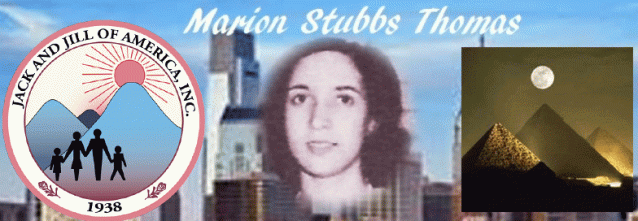 Marion Stubbs Thomas
JACK AND JILL OF AMERICA, INC.
1938